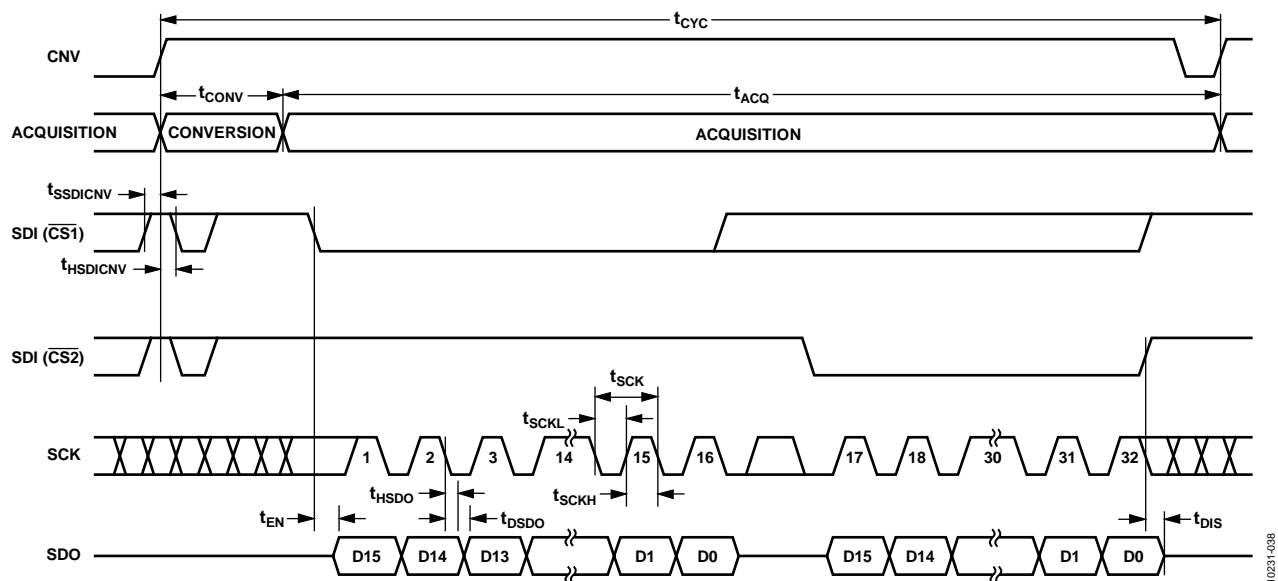 tCYC
CNV
tCONV
tACQ
ACQUISITION
CONVERSION
ACQUISITION
tSSDICNV
SDI (CS1)
tHSDICNV
SDI (CS2)
tSCK
tSCKL
SCK
1 2 3 14 15 16 17 18 30 31 32
tHSDO
tSCKH
tEN
tDSDO
tDIS
SDO
D15 D14 D13 D1 D0 D15 D14 D1 D0
0231-038